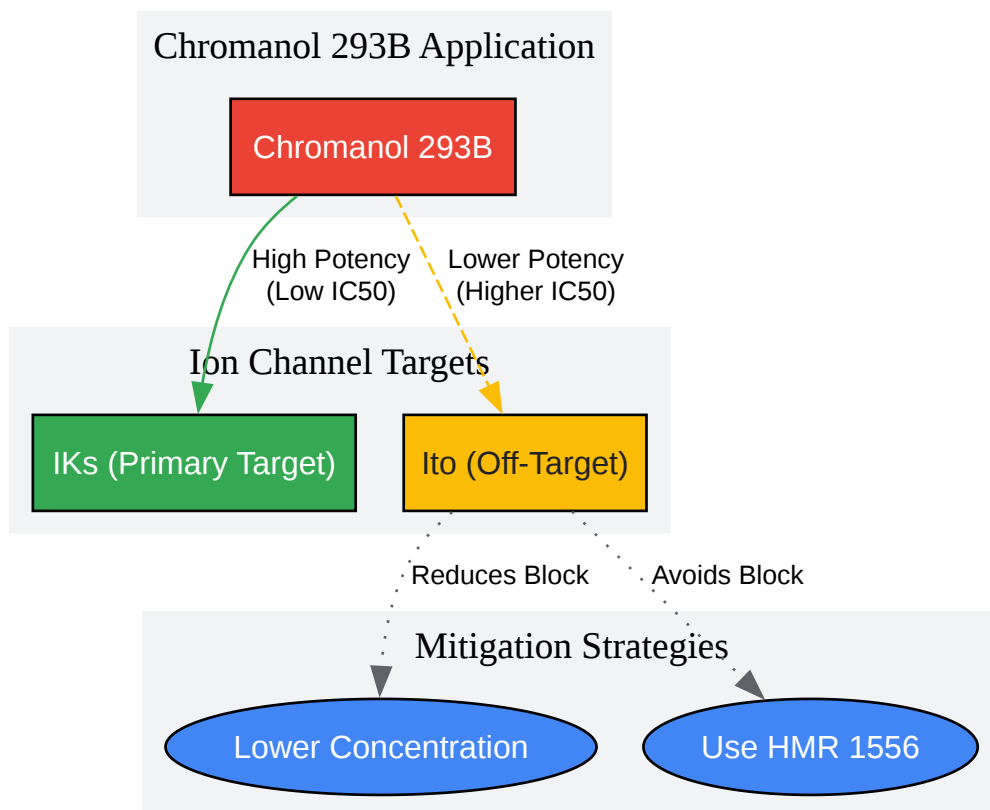 Chromanol 293B Application
Chromanol 293B
High Potency
(Low IC50)
Lower Potency
(Higher IC50)
Ion Channel Targets
IKs (Primary Target)
Ito (Off-Target)
Reduces Block
Avoids Block
Mitigation Strategies
Lower Concentration
Use HMR 1556